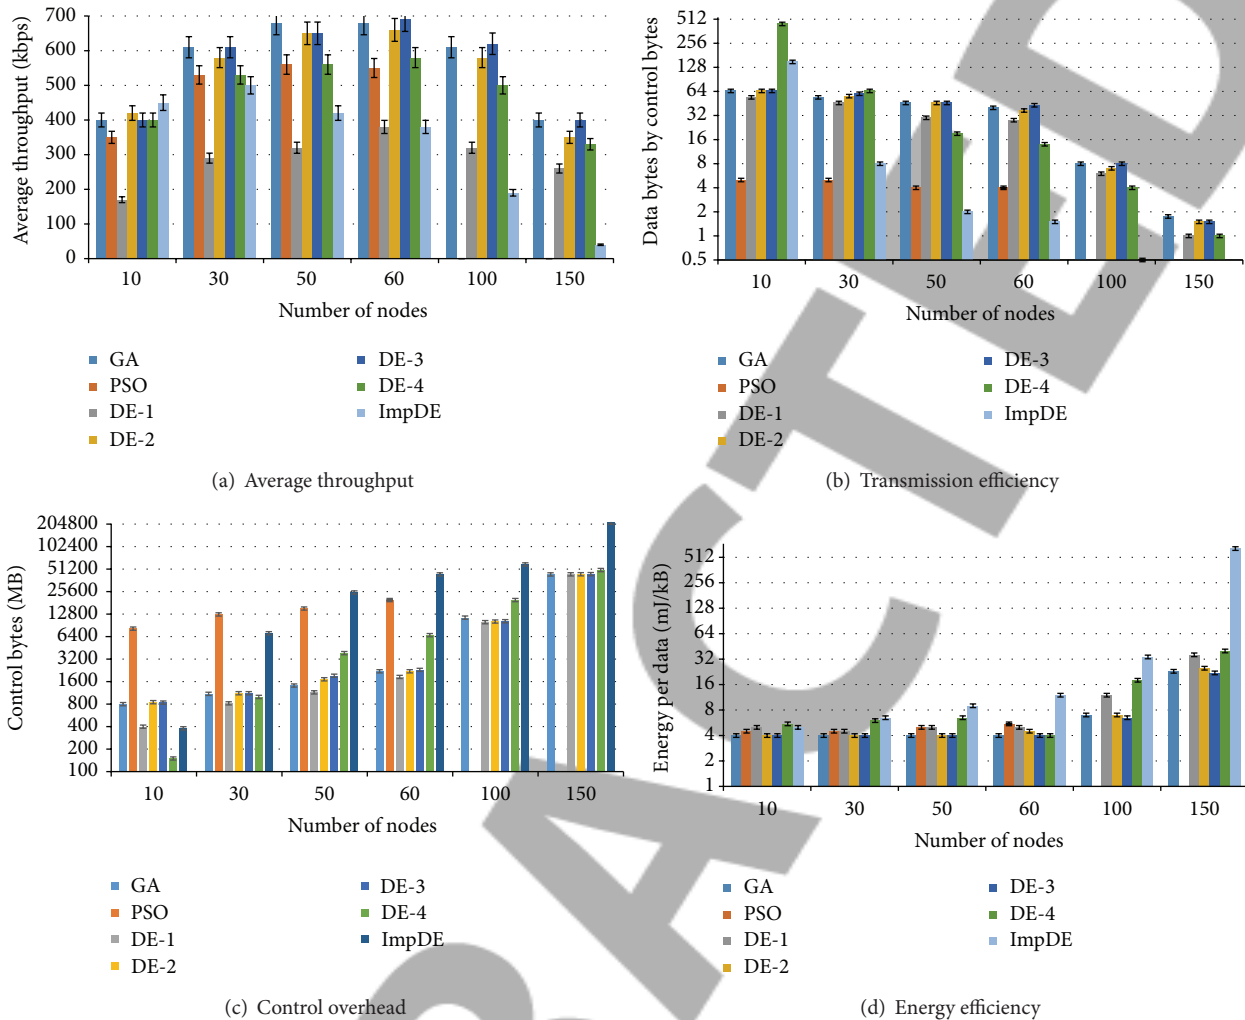 Average throughput (kbps)
700
600
500
400
300
200
100
0
10 30 50 60 100 150
Number of nodes
GA
PSO
DE-1
DE-2
DE-3
DE-4
ImpDE
(a) Average throughput
Data bytes by control bytes
512
256
128
64
32
16
8
4
2
1
0.5
10 30 50 60 100 150
Number of nodes
GA
PSO
DE-1
DE-2
DE-3
DE-4
ImpDE
(b) Transmission efficiency
Control bytes (MB)
204800
102400
51200
25600
12800
6400
3200
1600
800
400
200
100
10 30 50 60 100 150
Number of nodes
GA
PSO
DE-1
DE-2
DE-3
DE-4
ImpDE
(c) Control overhead
Energy per data (mJ/kB)
512
256
128
64
32
16
8
4
2
1
10 30 50 60 100 150
Number of nodes
GA
PSO
DE-1
DE-2
DE-3
DE-4
ImpDE
(d) Energy efficiency